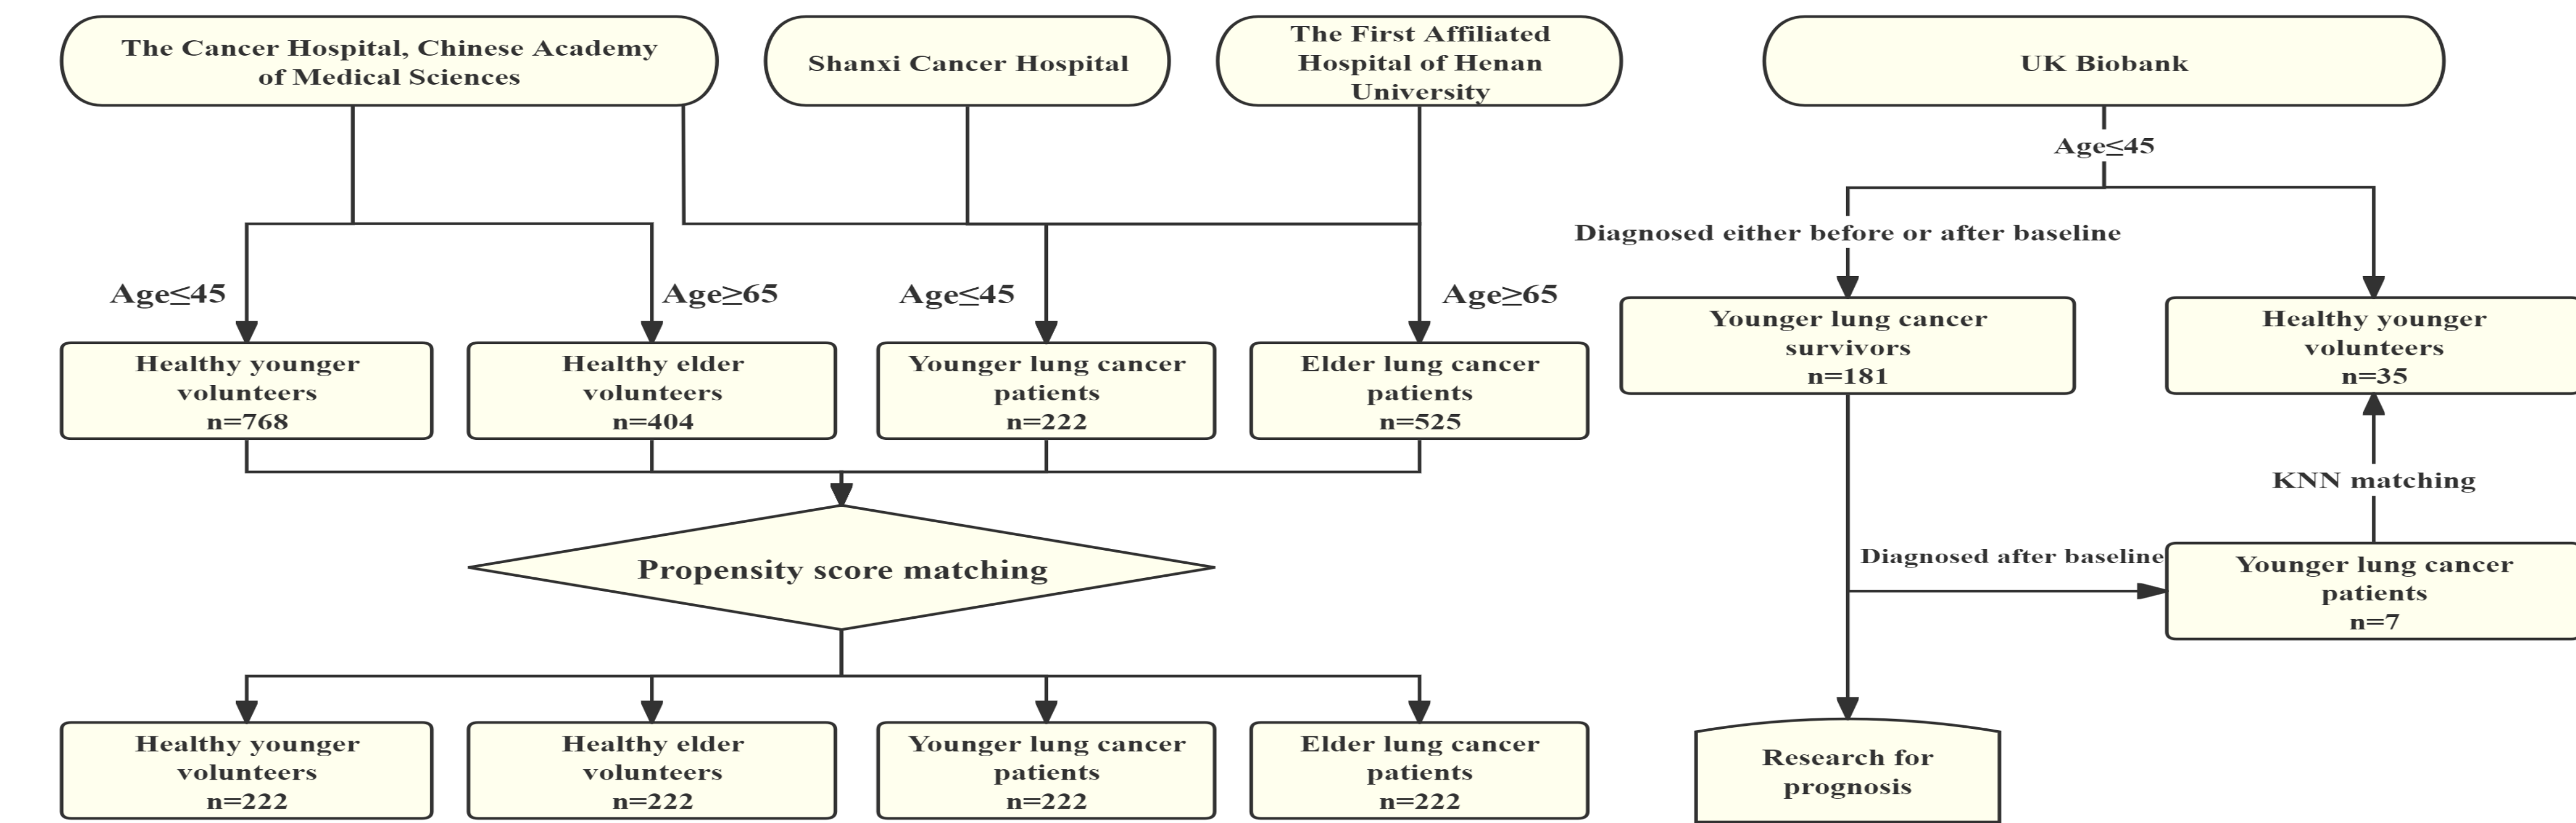 The Cancer Hospital, Chinese Academy
of Medical Sciences
Shanxi Cancer Hospital
The First Affiliated
Hospital of Henan
University
UK Biobank
Age≤45
Diagnosed either before or after baseline
Age≤45
Age≥65
Age≤45
Age≥65
Healthy younger
volunteers
n=768
Healthy elder
volunteers
n=404
Younger lung cancer
patients
n=222
Elder lung cancer
patients
n=525
Younger lung cancer
survivors
n=181
Healthy younger
volunteers
n=35
KNN matching
Propensity score matching
Diagnosed after baseline
Younger lung cancer
patients
n=7
Healthy younger
volunteers
n=222
Healthy elder
volunteers
n=222
Younger lung cancer
patients
n=222
Elder lung cancer
patients
n=222
Research for
prognosis